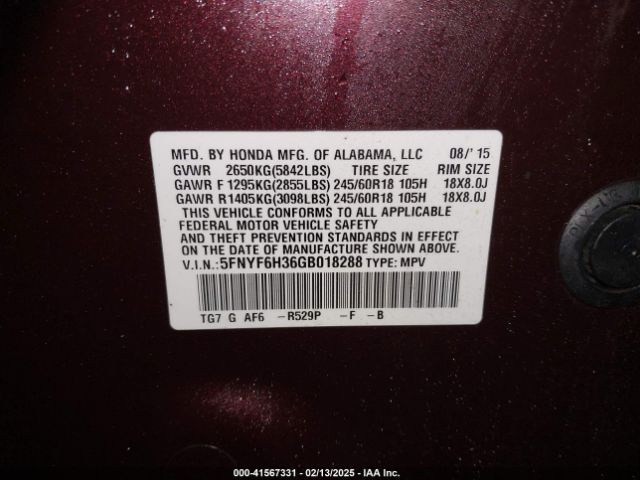 MFD. BY HONDA MFG. OF ALABAMA, LLC 08/' 15
GVWR 2650KG(5842LBS) TIRE SIZE RIM SIZE
GAWR F 1295KG(2855LBS) 245/60R18 105H 18X8.0J
GAWR R 1405KG(3098LBS) 245/60R18 105H 18X8.0J
THIS VEHICLE CONFORMS TO ALL APPLICABLE
FEDERAL MOTOR VEHICLE SAFETY
AND THEFT PREVENTION STANDARDS IN EFFECT
ON THE DATE OF MANUFACTURE SHOWN ABOVE.
V.I.N.: 5FNYF6H36GB018288 TYPE: MPV
TG7 G AF6 -R529P -F -B
000-41567331 - 02/13/2025 - IAA Inc.